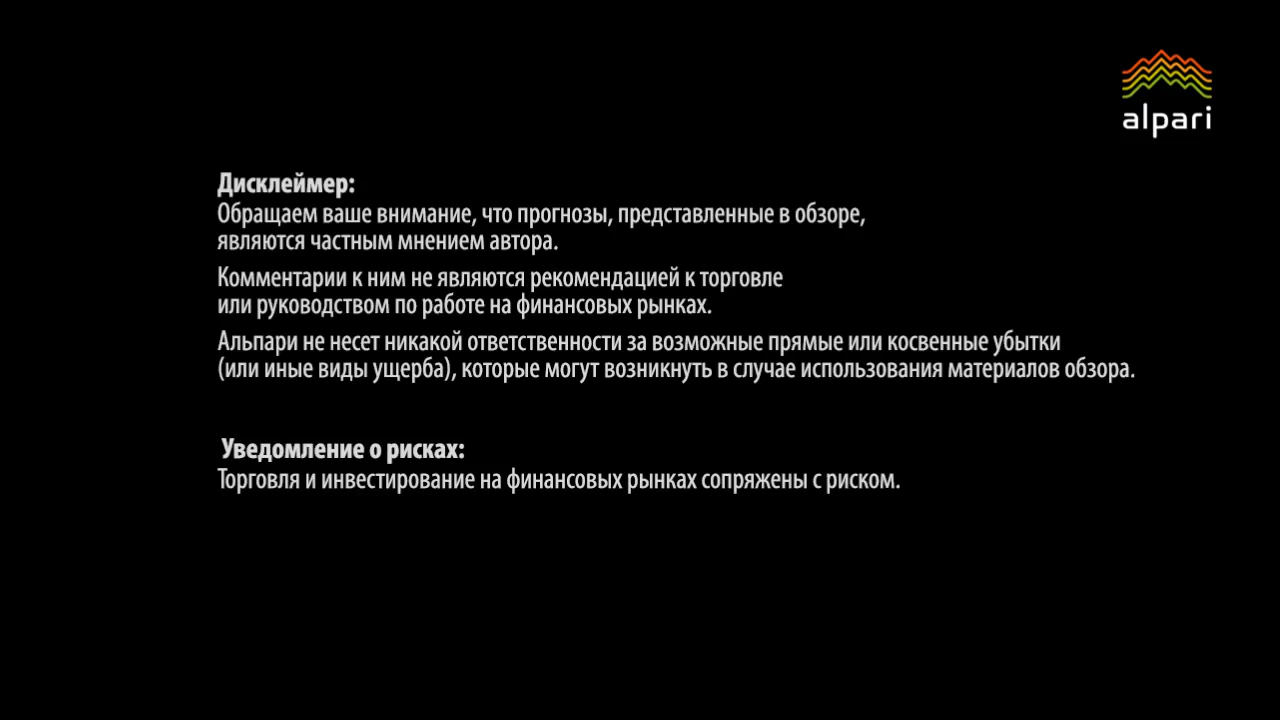 alpari
Дисклеймер:
Обращаем ваше внимание, что прогнозы, представленные в обзоре,
являются частным мнением автора.
Комментарии к ним не являются рекомендацией к торговле
или руководством по работе на финансовых рынках.
Альпари не несет никакой ответственности за возможные прямые или косвенные убытки
(или иные виды ущерба), которые могут возникнуть в случае использования материалов обзора.
Уведомление о рисках:
Торговля и инвестирование на финансовых рынках сопряжены с риском.